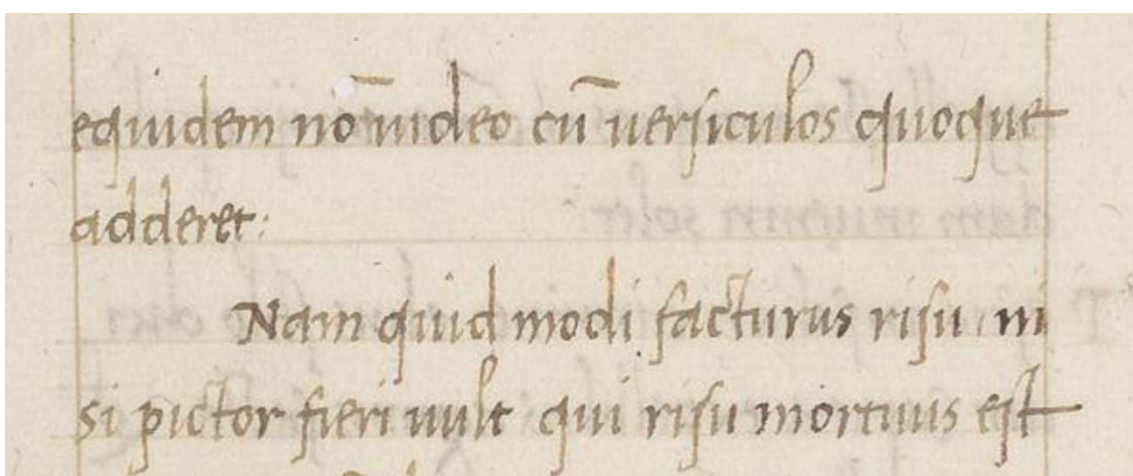 equidem nō uideo cū uersiculos quoque
adderet:
Nam quid modi facturus risu ni
si pictor fieri uult qui risu mortuus est